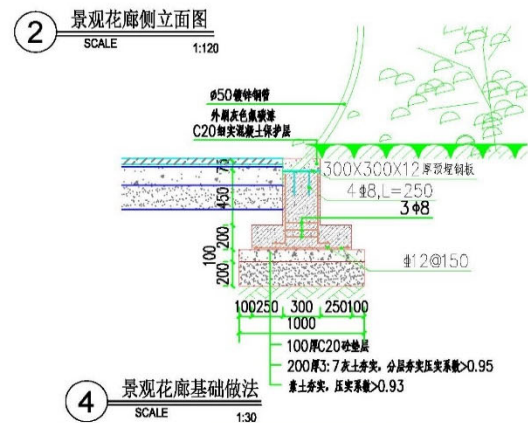 2 景观花廊侧立面图
SCALE 1:120
ø50镀锌钢管
外刷灰色氟碳漆
C20细实混凝土保护层
300X300X12厚预埋钢板
4ϕ8,L=250
3ϕ8
ϕ12@150
75
450
200
100
200
100 250 300 250 100
1000
100厚C20砼垫层
200厚3:7灰土夯实，分层夯实压实系数>0.95
素土夯实，压实系数>0.93
4 景观花廊基础做法
SCALE 1:30